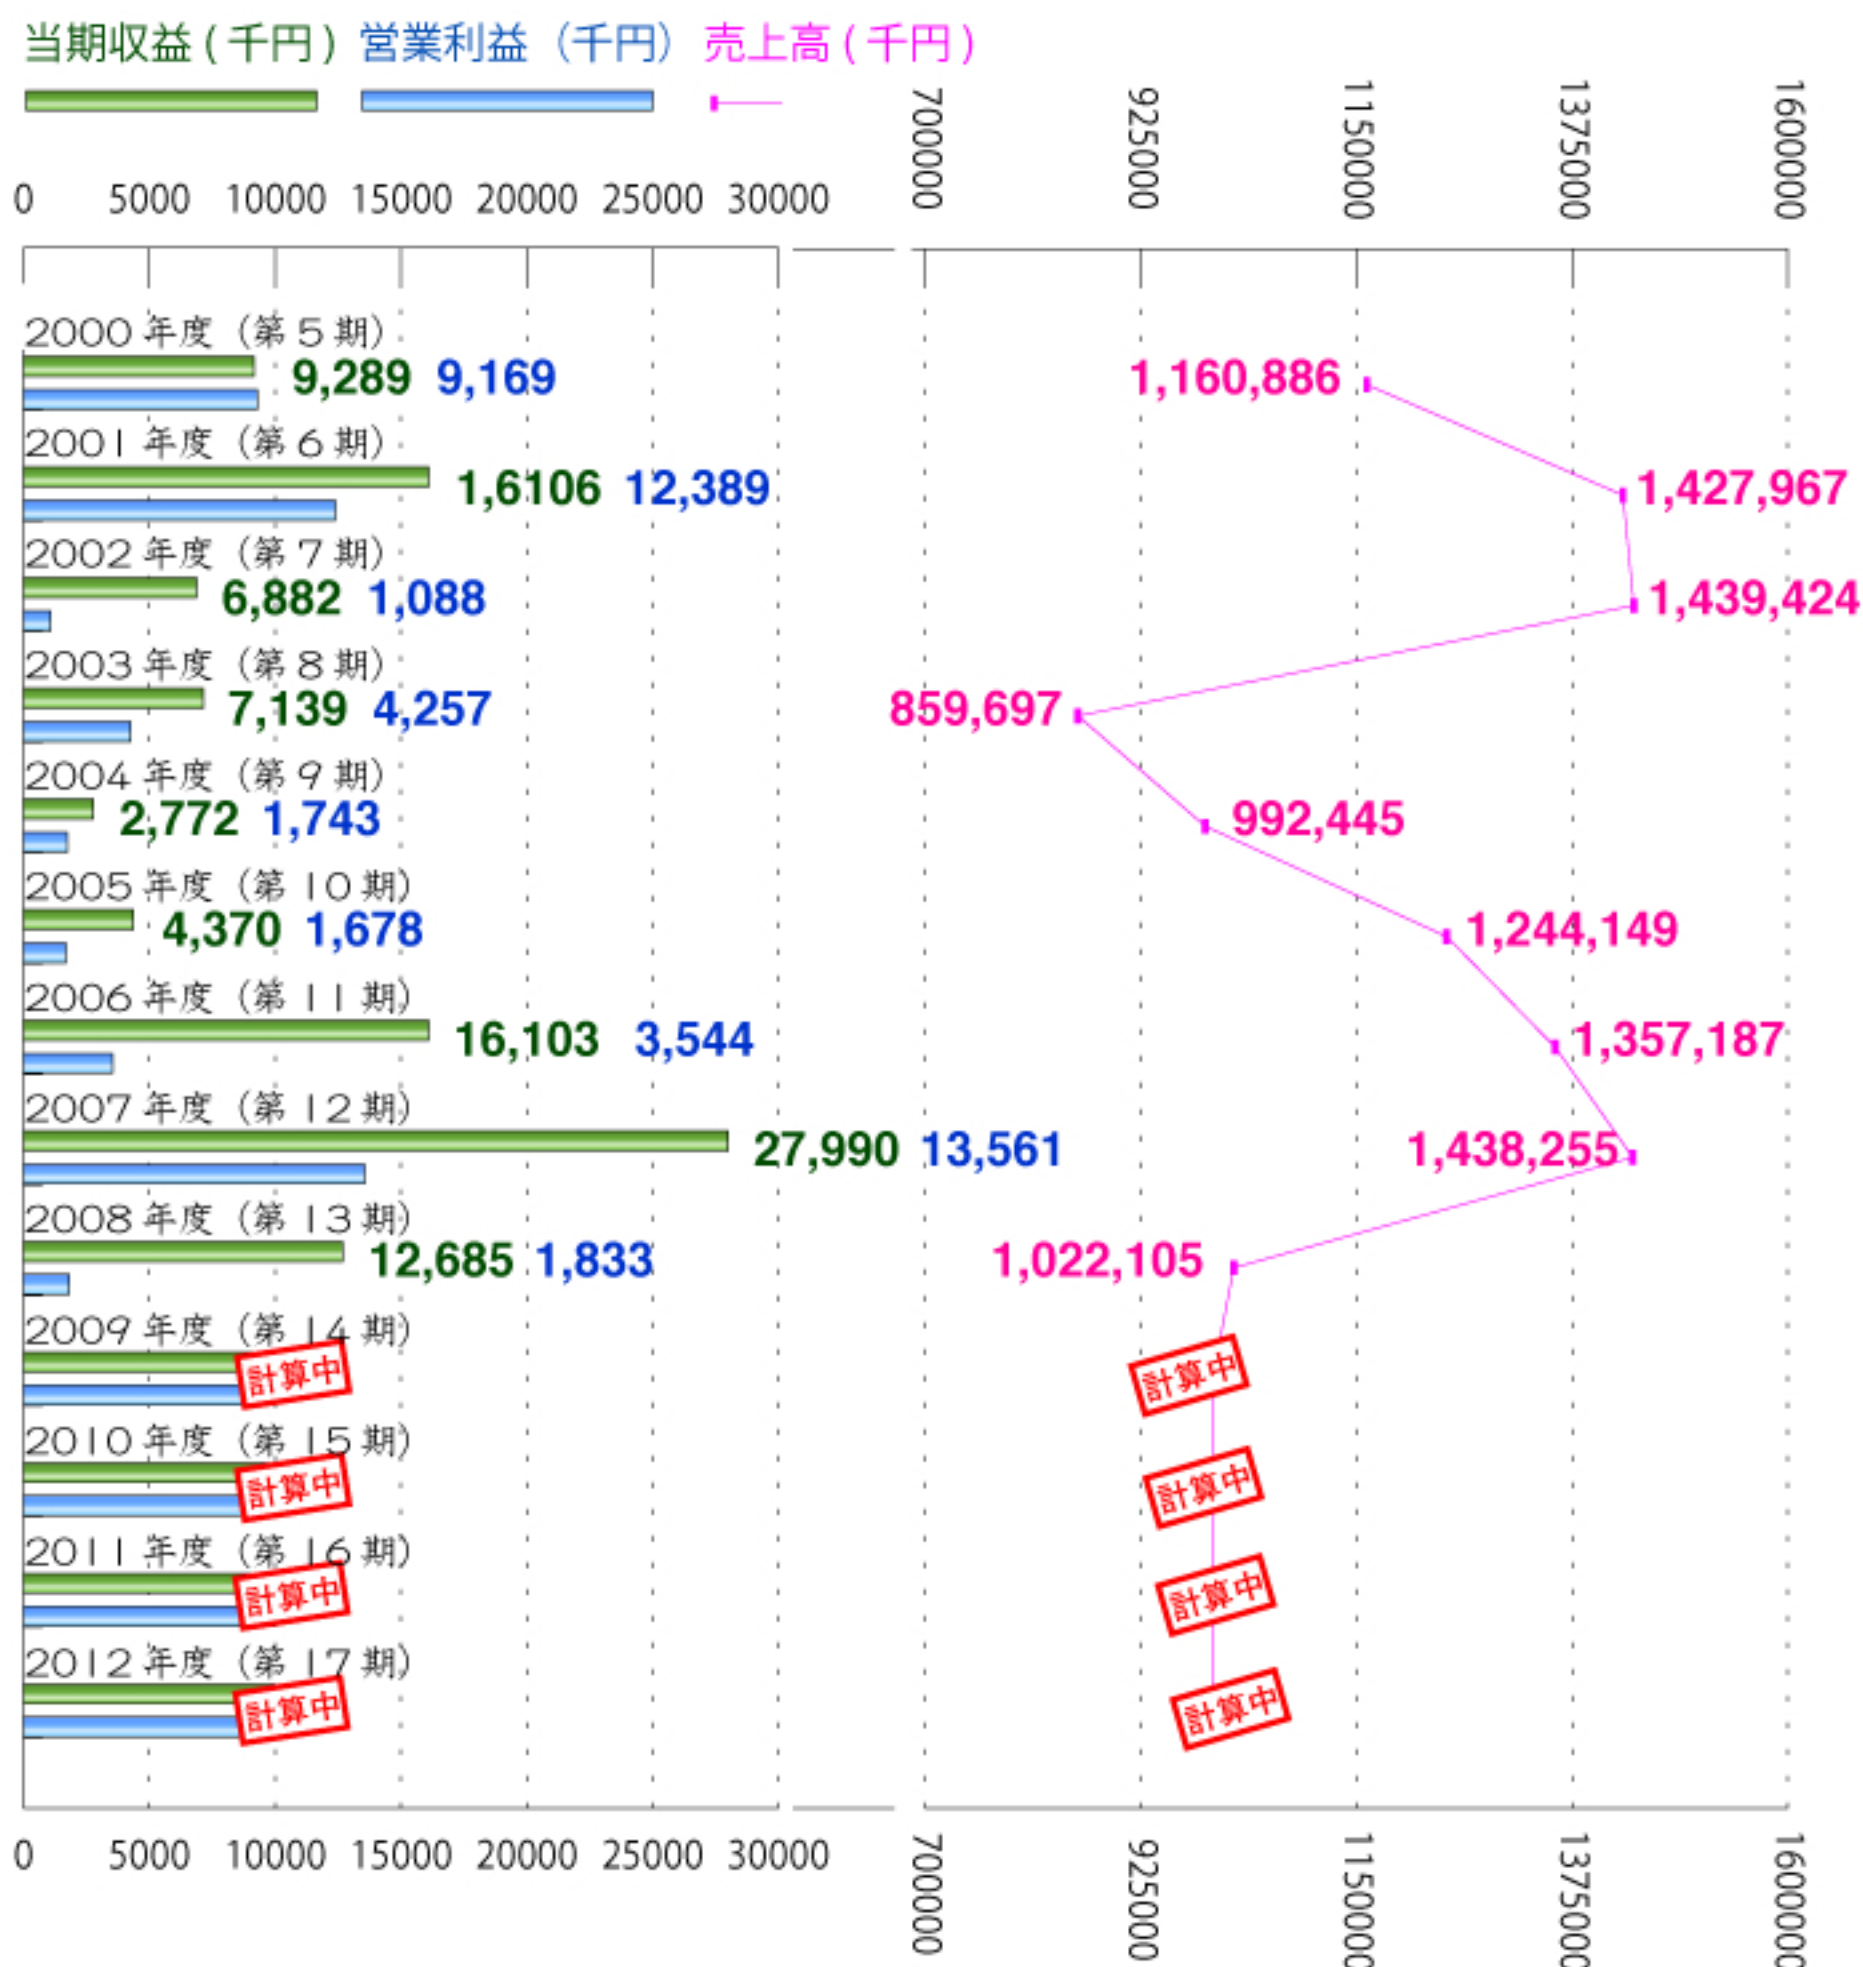 当期収益(千円) 営業利益（千円） 売上高(千円)
0 5000 10000 15000 20000 25000 30000 7000000 9250000 11500000 13750000 16000000
2000年度（第5期）
9,289 9,169 1,160,886
2001年度（第6期）
1,6106 12,389 1,427,967
2002年度（第7期）
6,882 1,088 1,439,424
2003年度（第8期）
7,139 4,257 859,697
2004年度（第9期）
2,772 1,743 992,445
2005年度（第10期）
4,370 1,678 1,244,149
2006年度（第11期）
16,103 3,544 1,357,187
2007年度（第12期）
27,990 13,561 1,438,255
2008年度（第13期）
12,685 1,833 1,022,105
2009年度（第14期）
計算中 計算中
2010年度（第15期）
計算中 計算中
2011年度（第16期）
計算中 計算中
2012年度（第17期）
計算中 計算中
0 5000 10000 15000 20000 25000 30000 7000000 9250000 11500000 13750000 16000000